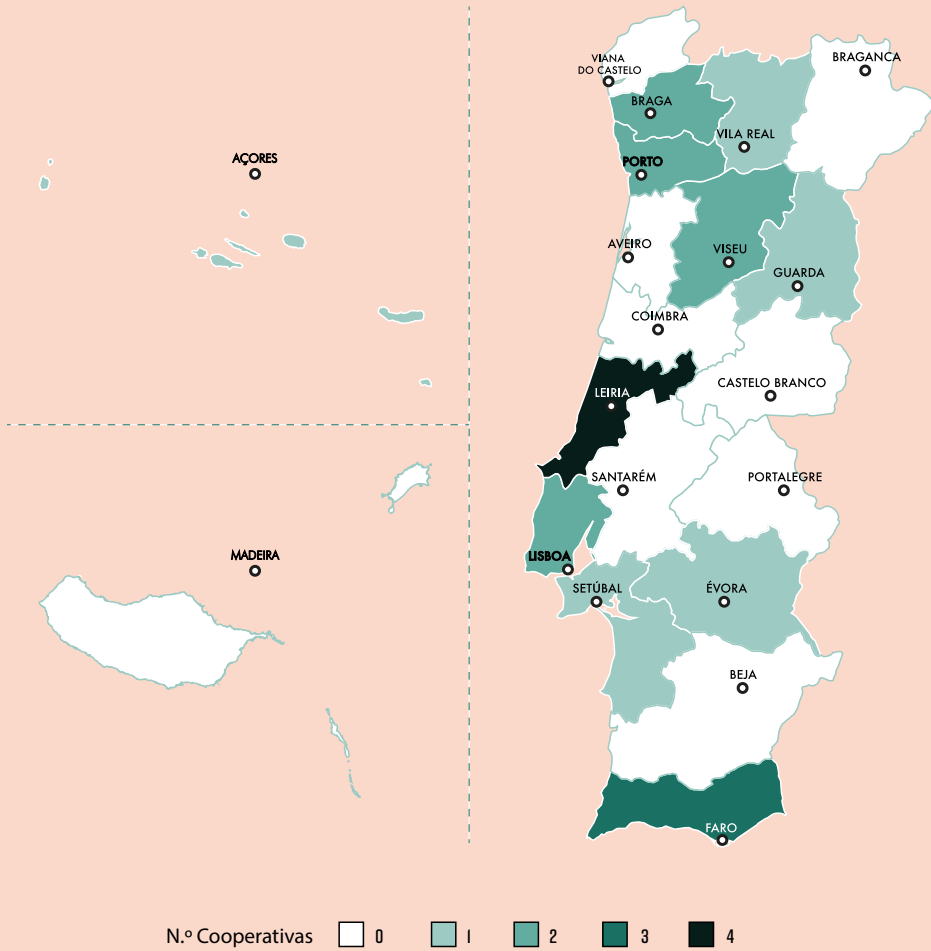 VIANA
DO CASTELO
BRAGANCA
BRAGA
VILA REAL
PORTO
AÇORES
AVEIRO
VISEU
GUARDA
COIMBRA
LEIRIA
CASTELO BRANCO
SANTARÉM
PORTALEGRE
MADEIRA
LISBOA
SETÚBAL
ÉVORA
BEJA
FARO
N.º Cooperativas 0 1 2 3 4